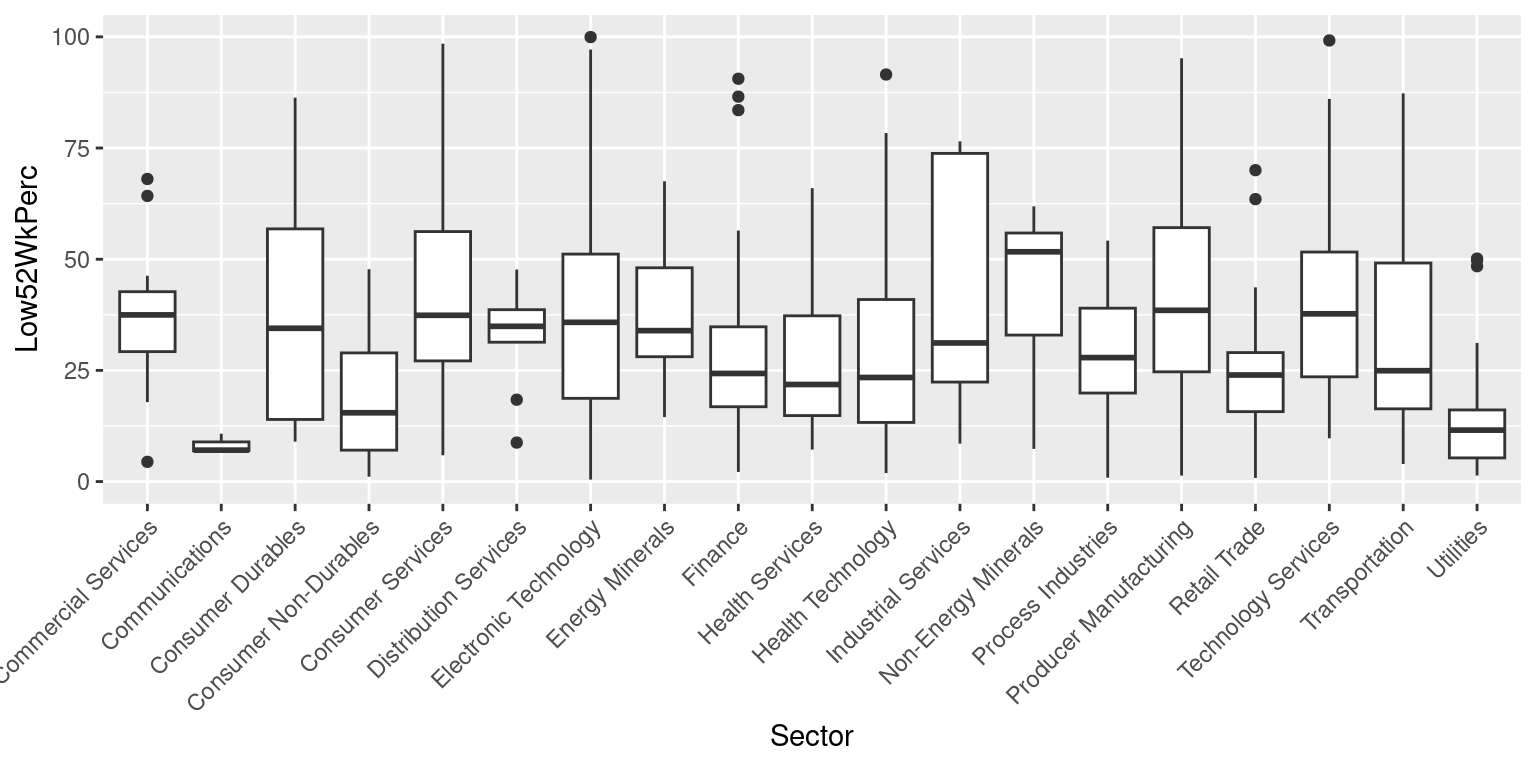 Low52WkPerc
100
75
50
25
0
Commercial Services
Communications
Consumer Durables
Consumer Non-Durables
Consumer Services
Distribution Services
Electronic Technology
Energy Minerals
Finance
Health Services
Health Technology
Industrial Services
Non-Energy Minerals
Process Industries
Producer Manufacturing
Retail Trade
Technology Services
Transportation
Utilities
Sector